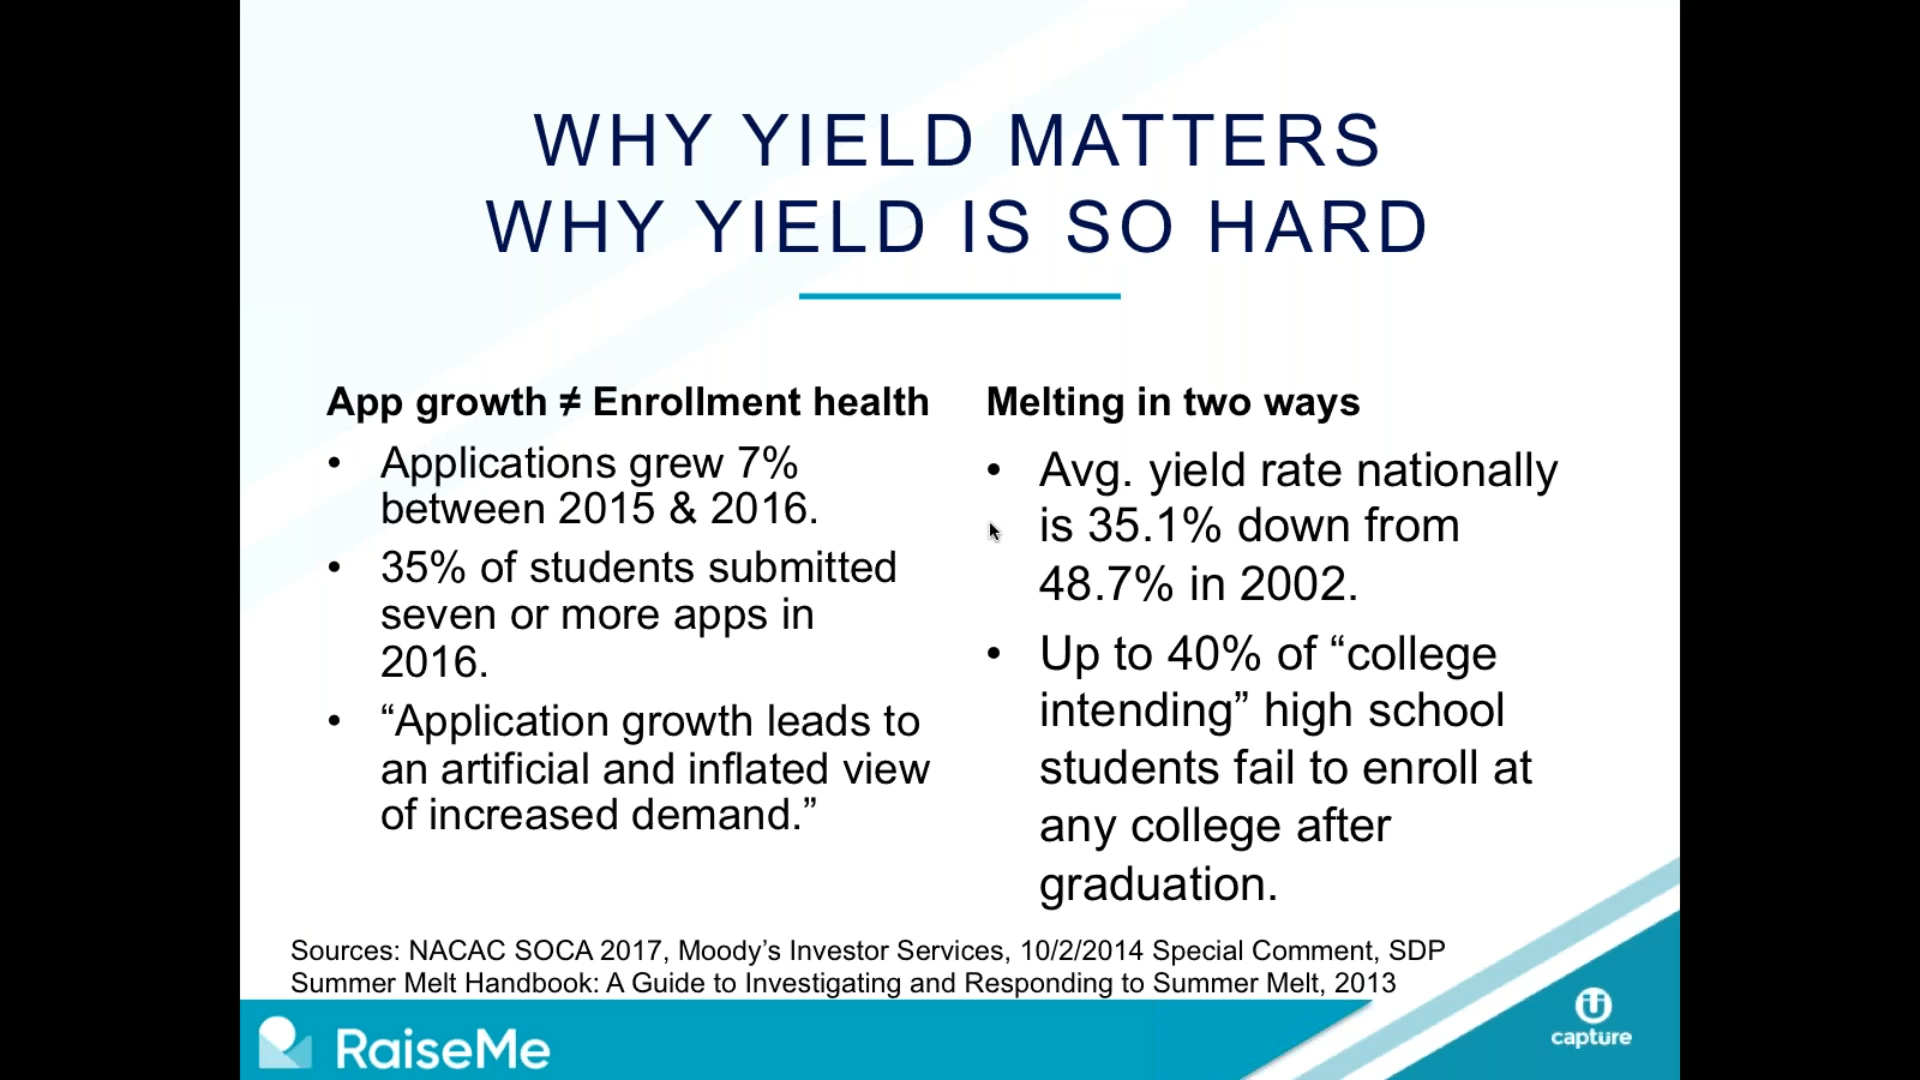 WHY YIELD MATTERS
WHY YIELD IS SO HARD
App growth ≠ Enrollment health
• Applications grew 7%
between 2015 & 2016.
• 35% of students submitted
seven or more apps in
2016.
• “Application growth leads to
an artificial and inflated view
of increased demand.”
Melting in two ways
• Avg. yield rate nationally
is 35.1% down from
48.7% in 2002.
• Up to 40% of “college
intending” high school
students fail to enroll at
any college after
graduation.
Sources: NACAC SOCA 2017, Moody’s Investor Services, 10/2/2014 Special Comment, SDP
Summer Melt Handbook: A Guide to Investigating and Responding to Summer Melt, 2013
RaiseMe
capture